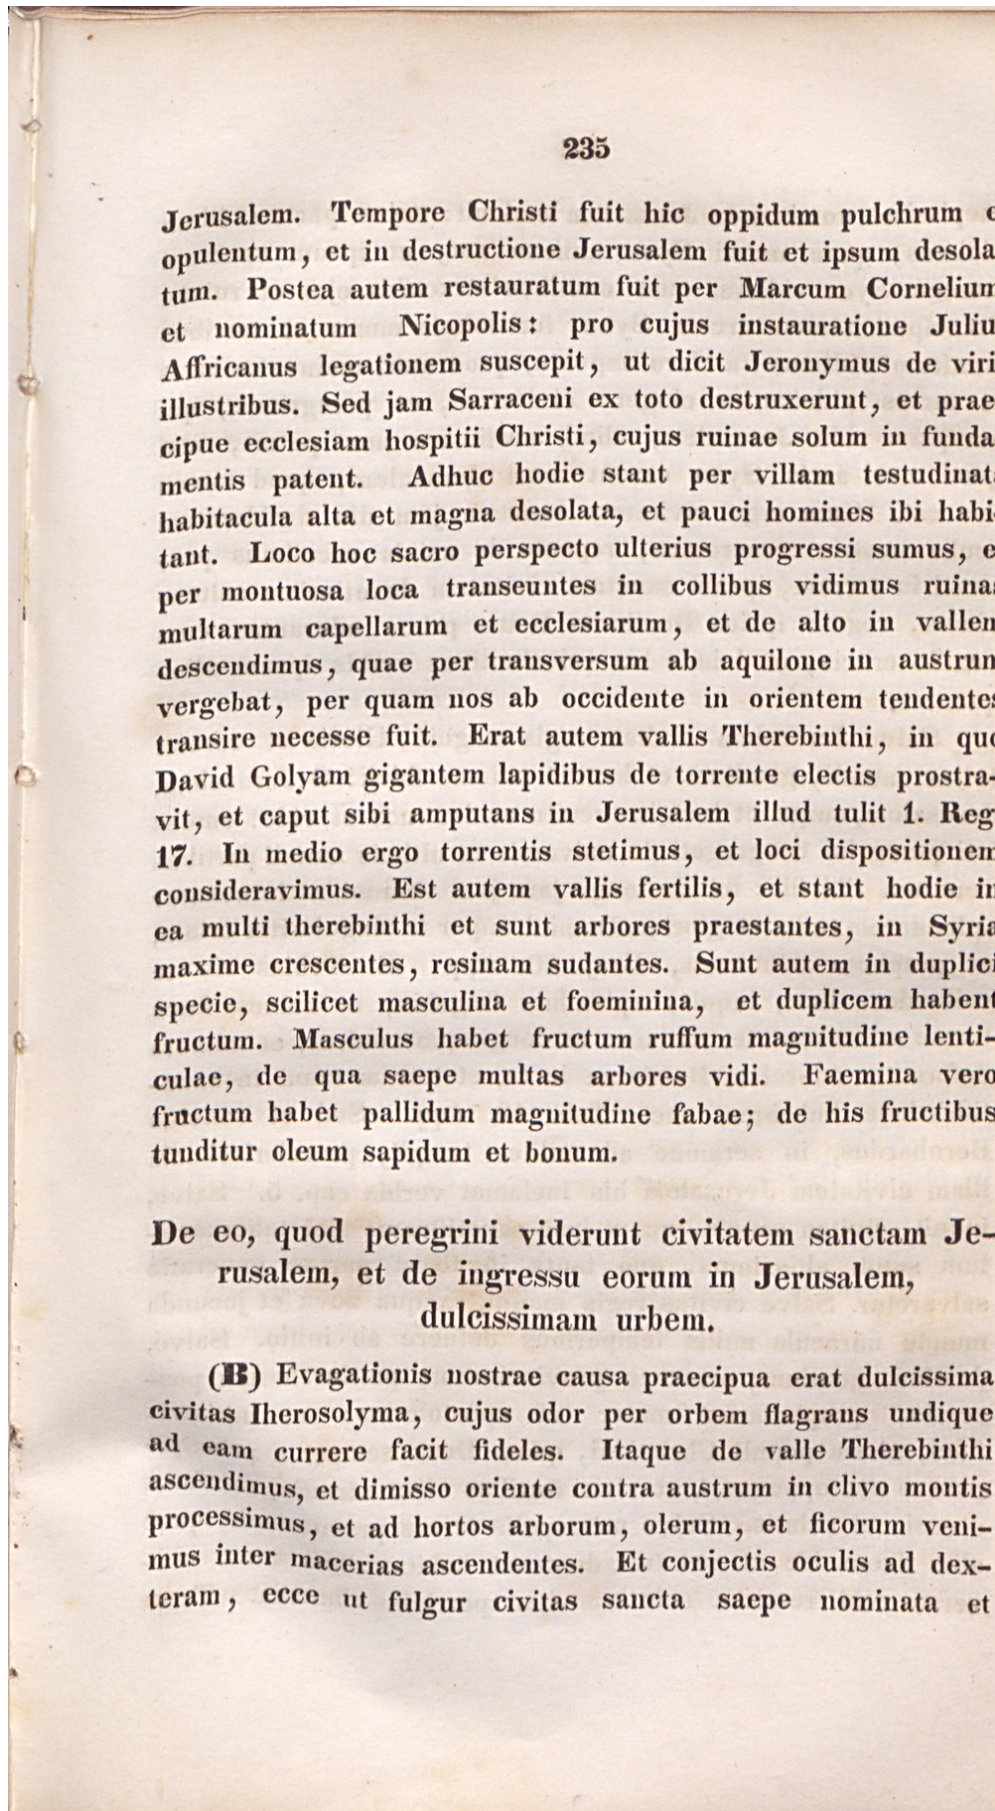 235
Jerusalem. Tempore Christi fuit hic oppidum pulchrum
opulentum, et in destructione Jerusalem fuit et ipsum desola
tum. Postea autem restauratum fuit per Marcum Cornelium
et nominatum Nicopolis: pro cujus instauratione Juliu
Affricanus legationem suscepit, ut dicit Jeronymus de viri
illustribus. Sed jam Sarraceni ex toto destruxerunt, et prae
cipue ecclesiam hospitii Christi, cujus ruinae solum in funda
mentis patent. Adhuc hodie stant per villam testudinat
habitacula alta et magna desolata, et pauci homines ibi habi-
tant. Loco hoc sacro perspecto ulterius progressi sumus, e
per montuosa loca transeuntes in collibus vidimus ruinas
multarum capellarum et ecclesiarum, et de alto in vallem
descendimus, quae per transversum ab aquilone in austrum
vergebat, per quam nos ab occidente in orientem tendentes
transire necesse fuit. Erat autem vallis Therebinthi, in quo
David Golyam gigantem lapidibus de torrente electis prostra-
vit, et caput sibi amputans in Jerusalem illud tulit 1. Reg
17. In medio ergo torrentis stetimus, et loci dispositionem
consideravimus. Est autem vallis fertilis, et stant hodie in
ea multi therebinthi et sunt arbores praestantes, in Syria
maxime crescentes, resinam sudantes. Sunt autem in duplici
specie, scilicet masculina et foeminina, et duplicem habent
fructum. Masculus habet fructum ruffum magnitudine lenti-
culae, de qua saepe multas arbores vidi. Faemina vero
fructum habet pallidum magnitudine fabae; de his fructibus
tunditur oleum sapidum et bonum.
De eo, quod peregrini viderunt civitatem sanctam Je-
rusalem, et de ingressu eorum in Jerusalem,
dulcissimam urbem.
(B) Evagationis nostrae causa praecipua erat dulcissima
civitas Iherosolyma, cujus odor per orbem flagrans undique
ad eam currere facit fideles. Itaque de valle Therebinthi
ascendimus, et dimisso oriente contra austrum in clivo montis
processimus, et ad hortos arborum, olerum, et ficorum veni-
mus inter macerias ascendentes. Et conjectis oculis ad dex-
teram, ecce ut fulgur civitas sancta saepe nominata et